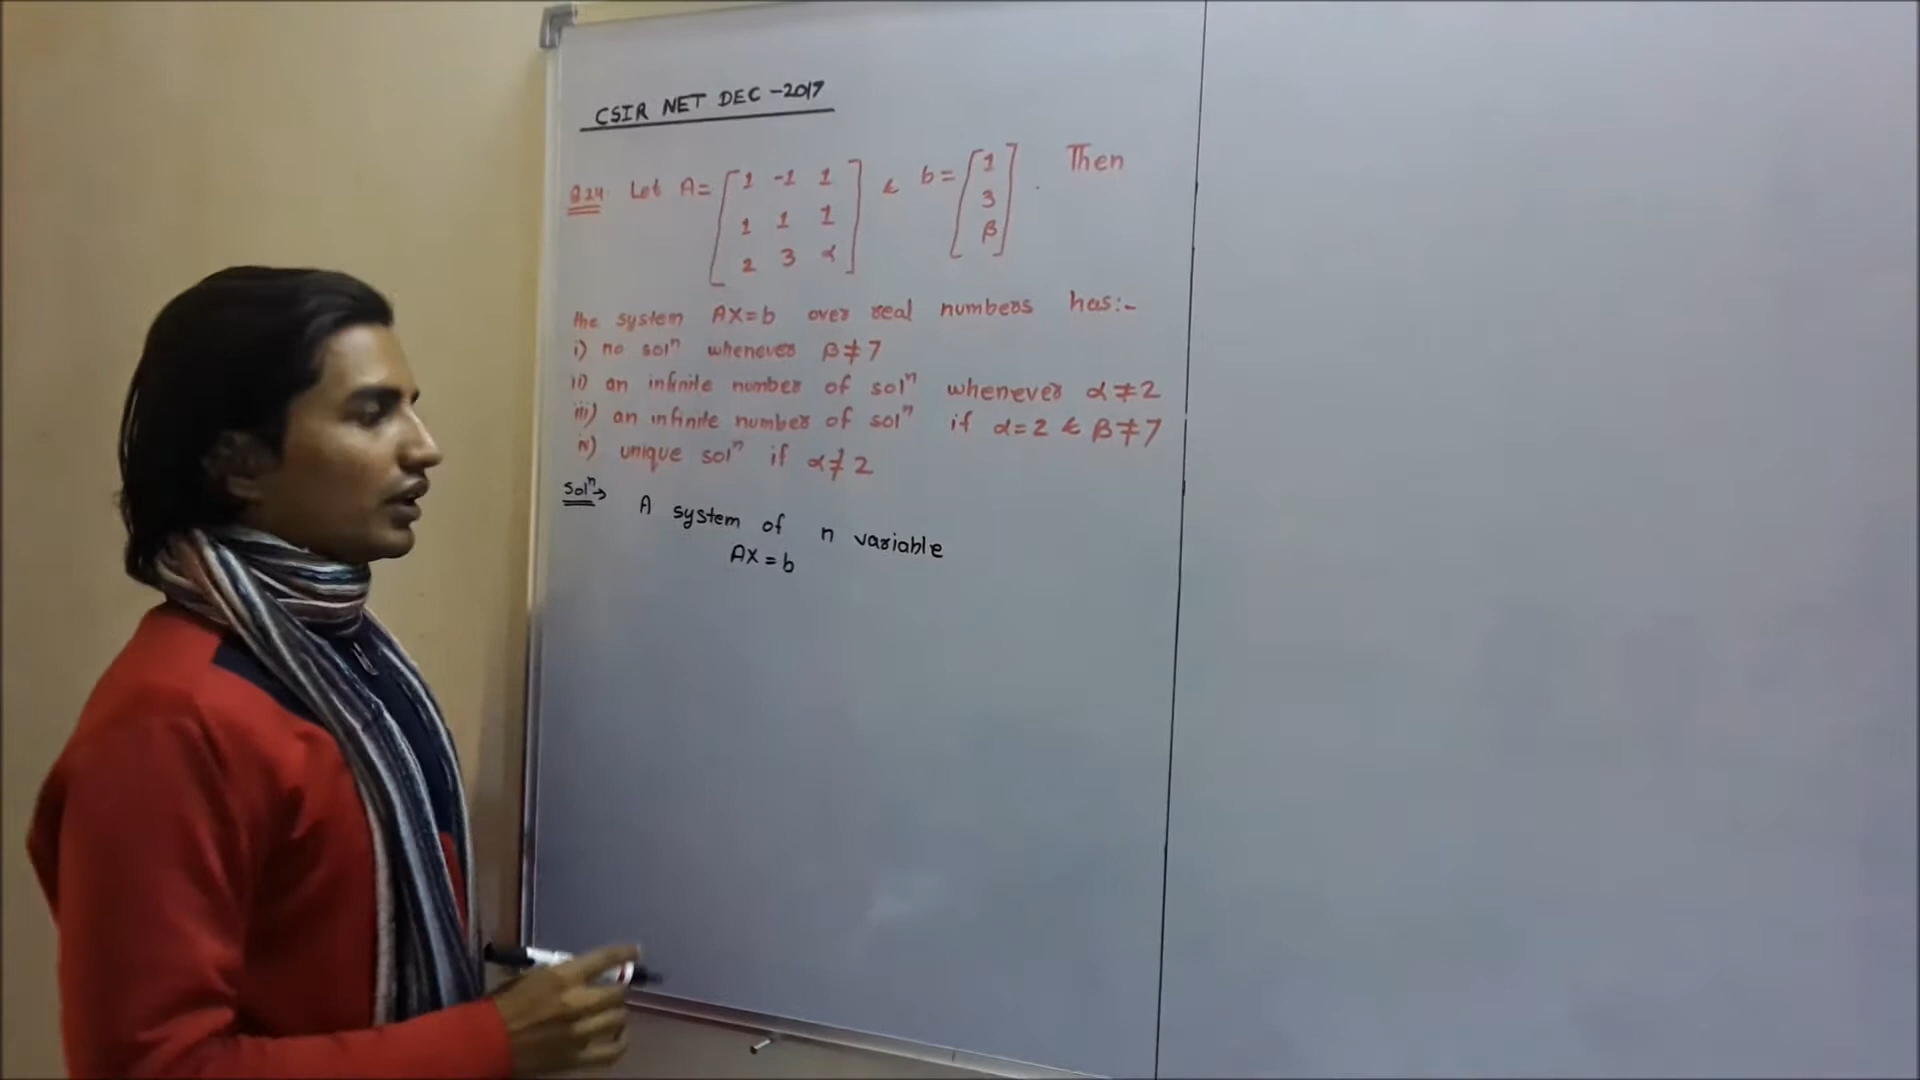 CSIR NET DEC -2017
Q24. Let A= [1 -1 1 & b= [1 . Then
1 1 1 3
2 3 α] β]
the system AX=b over real numbers has:-
i) no solⁿ whenever β≠7
ii) an infinite number of solⁿ whenever α≠2
iii) an infinite number of solⁿ if α=2 & β≠7
iv) unique solⁿ if α≠2
Solⁿ→ A system of n variable
AX=b